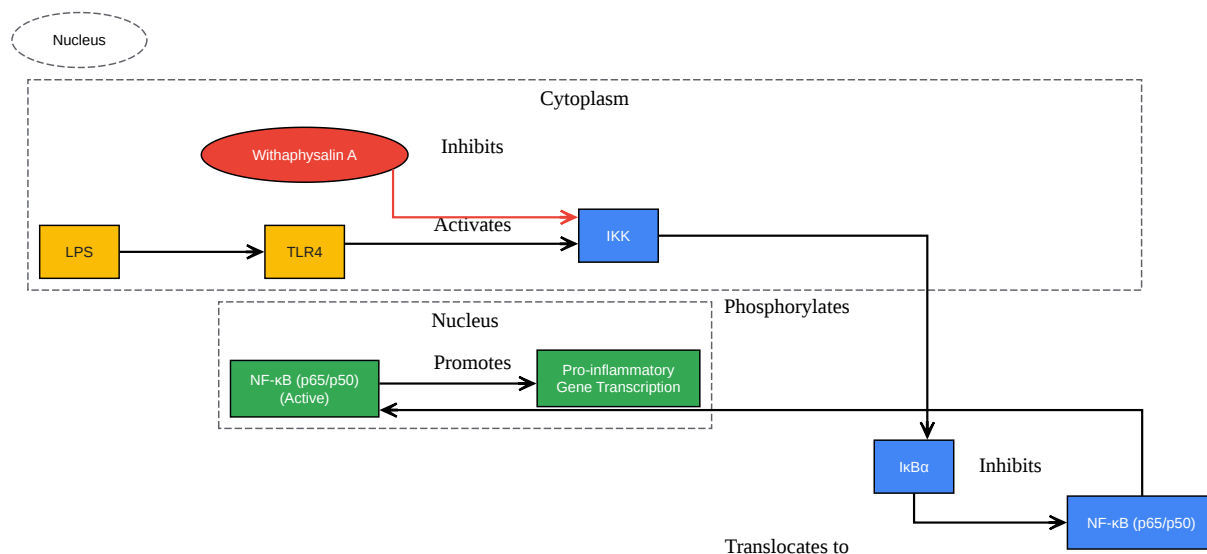 Nucleus
Cytoplasm
Withaphysalin A
Inhibits
Activates
LPS
TLR4
IKK
Phosphorylates
Nucleus
Promotes
NF-κB (p65/p50)
(Active)
Pro-inflammatory
Gene Transcription
IκBα
Inhibits
NF-κB (p65/p50)
Translocates to